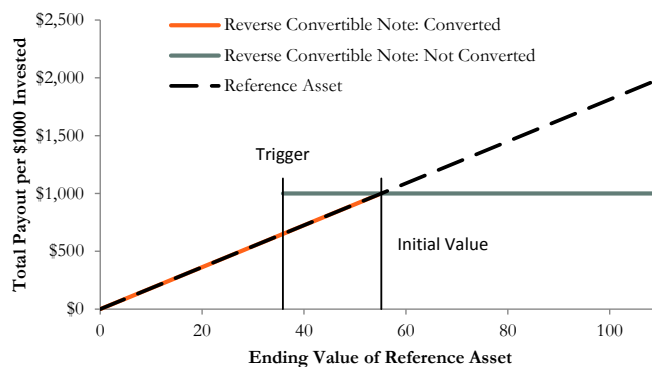 $2,500
$2,000
$1,500
$1,000
$500
$0
Total Payout per $1000 Invested
Reverse Convertible Note: Converted
Reverse Convertible Note: Not Converted
Reference Asset
Trigger
Initial Value
0 20 40 60 80 100
Ending Value of Reference Asset